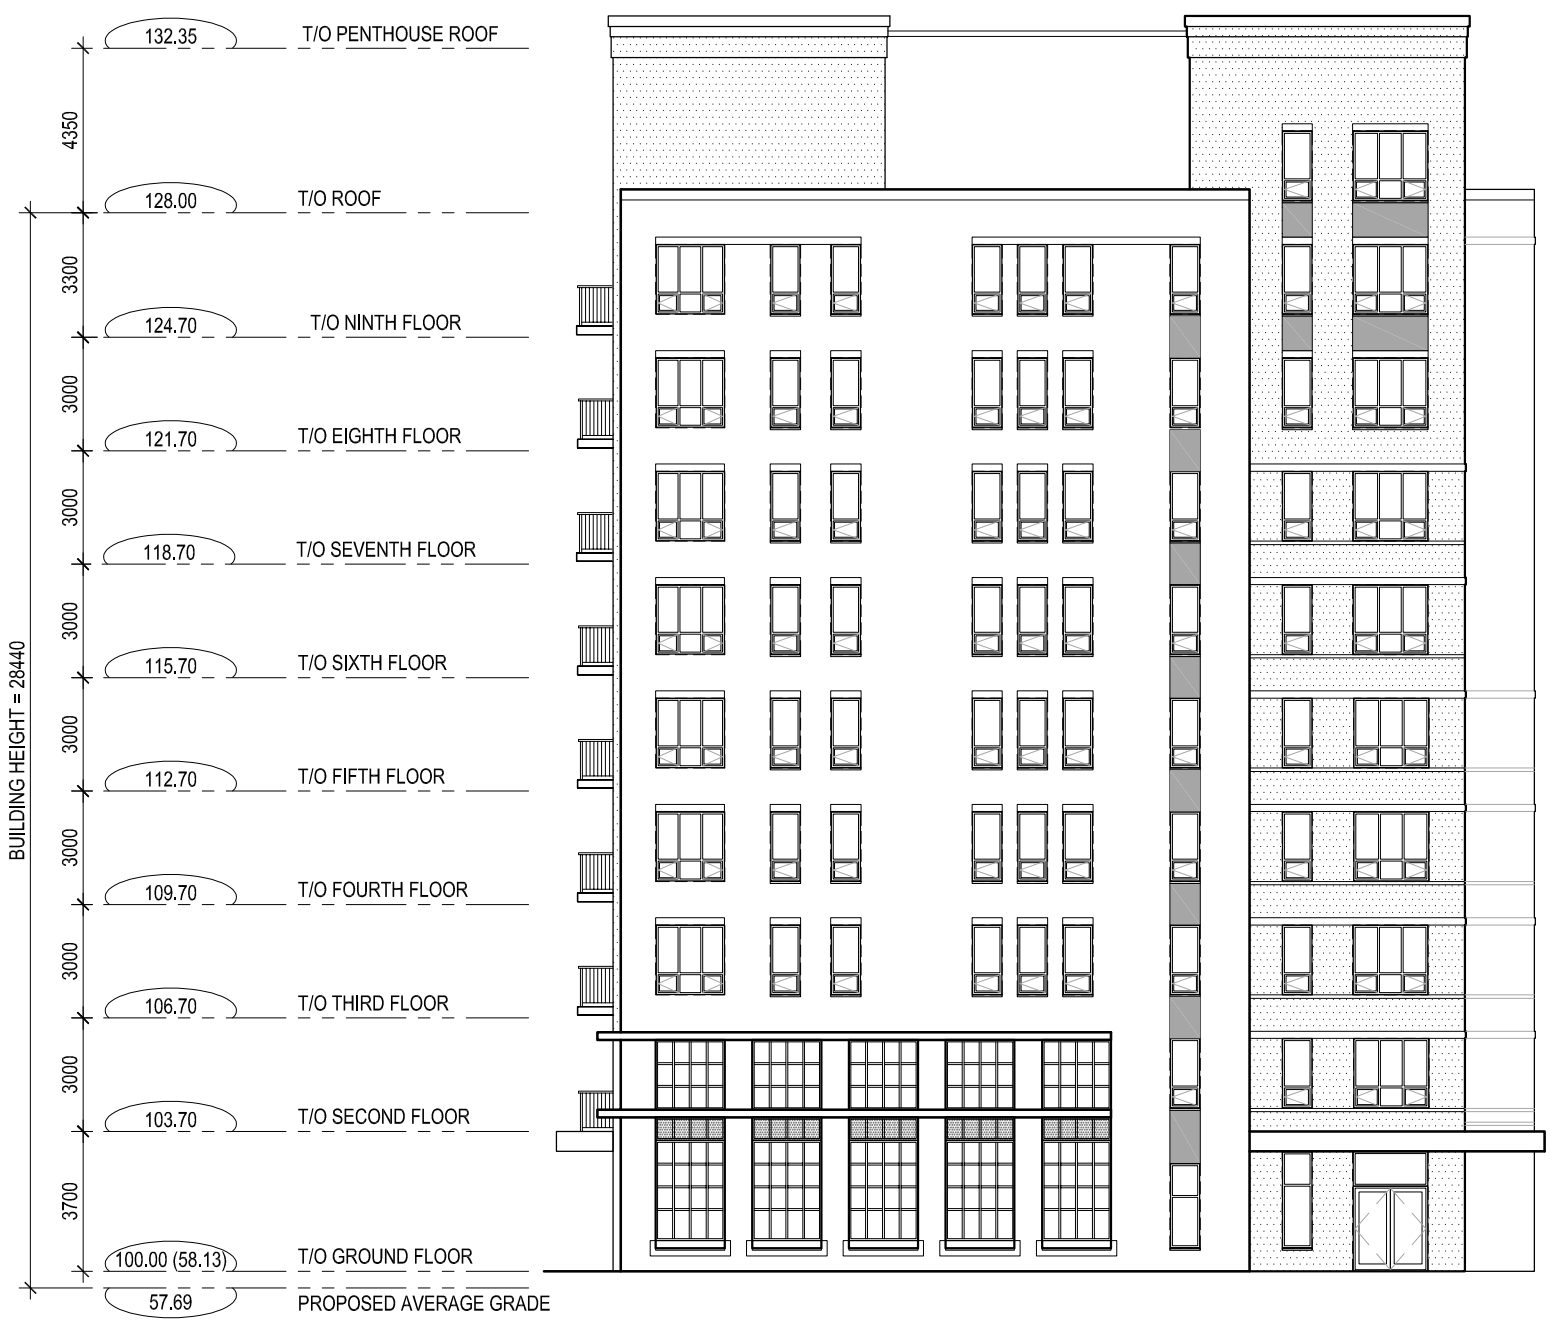 132.35 T/O PENTHOUSE ROOF
4350
128.00 T/O ROOF
3300
124.70 T/O NINTH FLOOR
3000
121.70 T/O EIGHTH FLOOR
3000
118.70 T/O SEVENTH FLOOR
3000
115.70 T/O SIXTH FLOOR
3000
112.70 T/O FIFTH FLOOR
3000
109.70 T/O FOURTH FLOOR
3000
106.70 T/O THIRD FLOOR
3000
103.70 T/O SECOND FLOOR
3700
100.00 (58.13) T/O GROUND FLOOR
57.69 PROPOSED AVERAGE GRADE
BUILDING HEIGHT = 28440